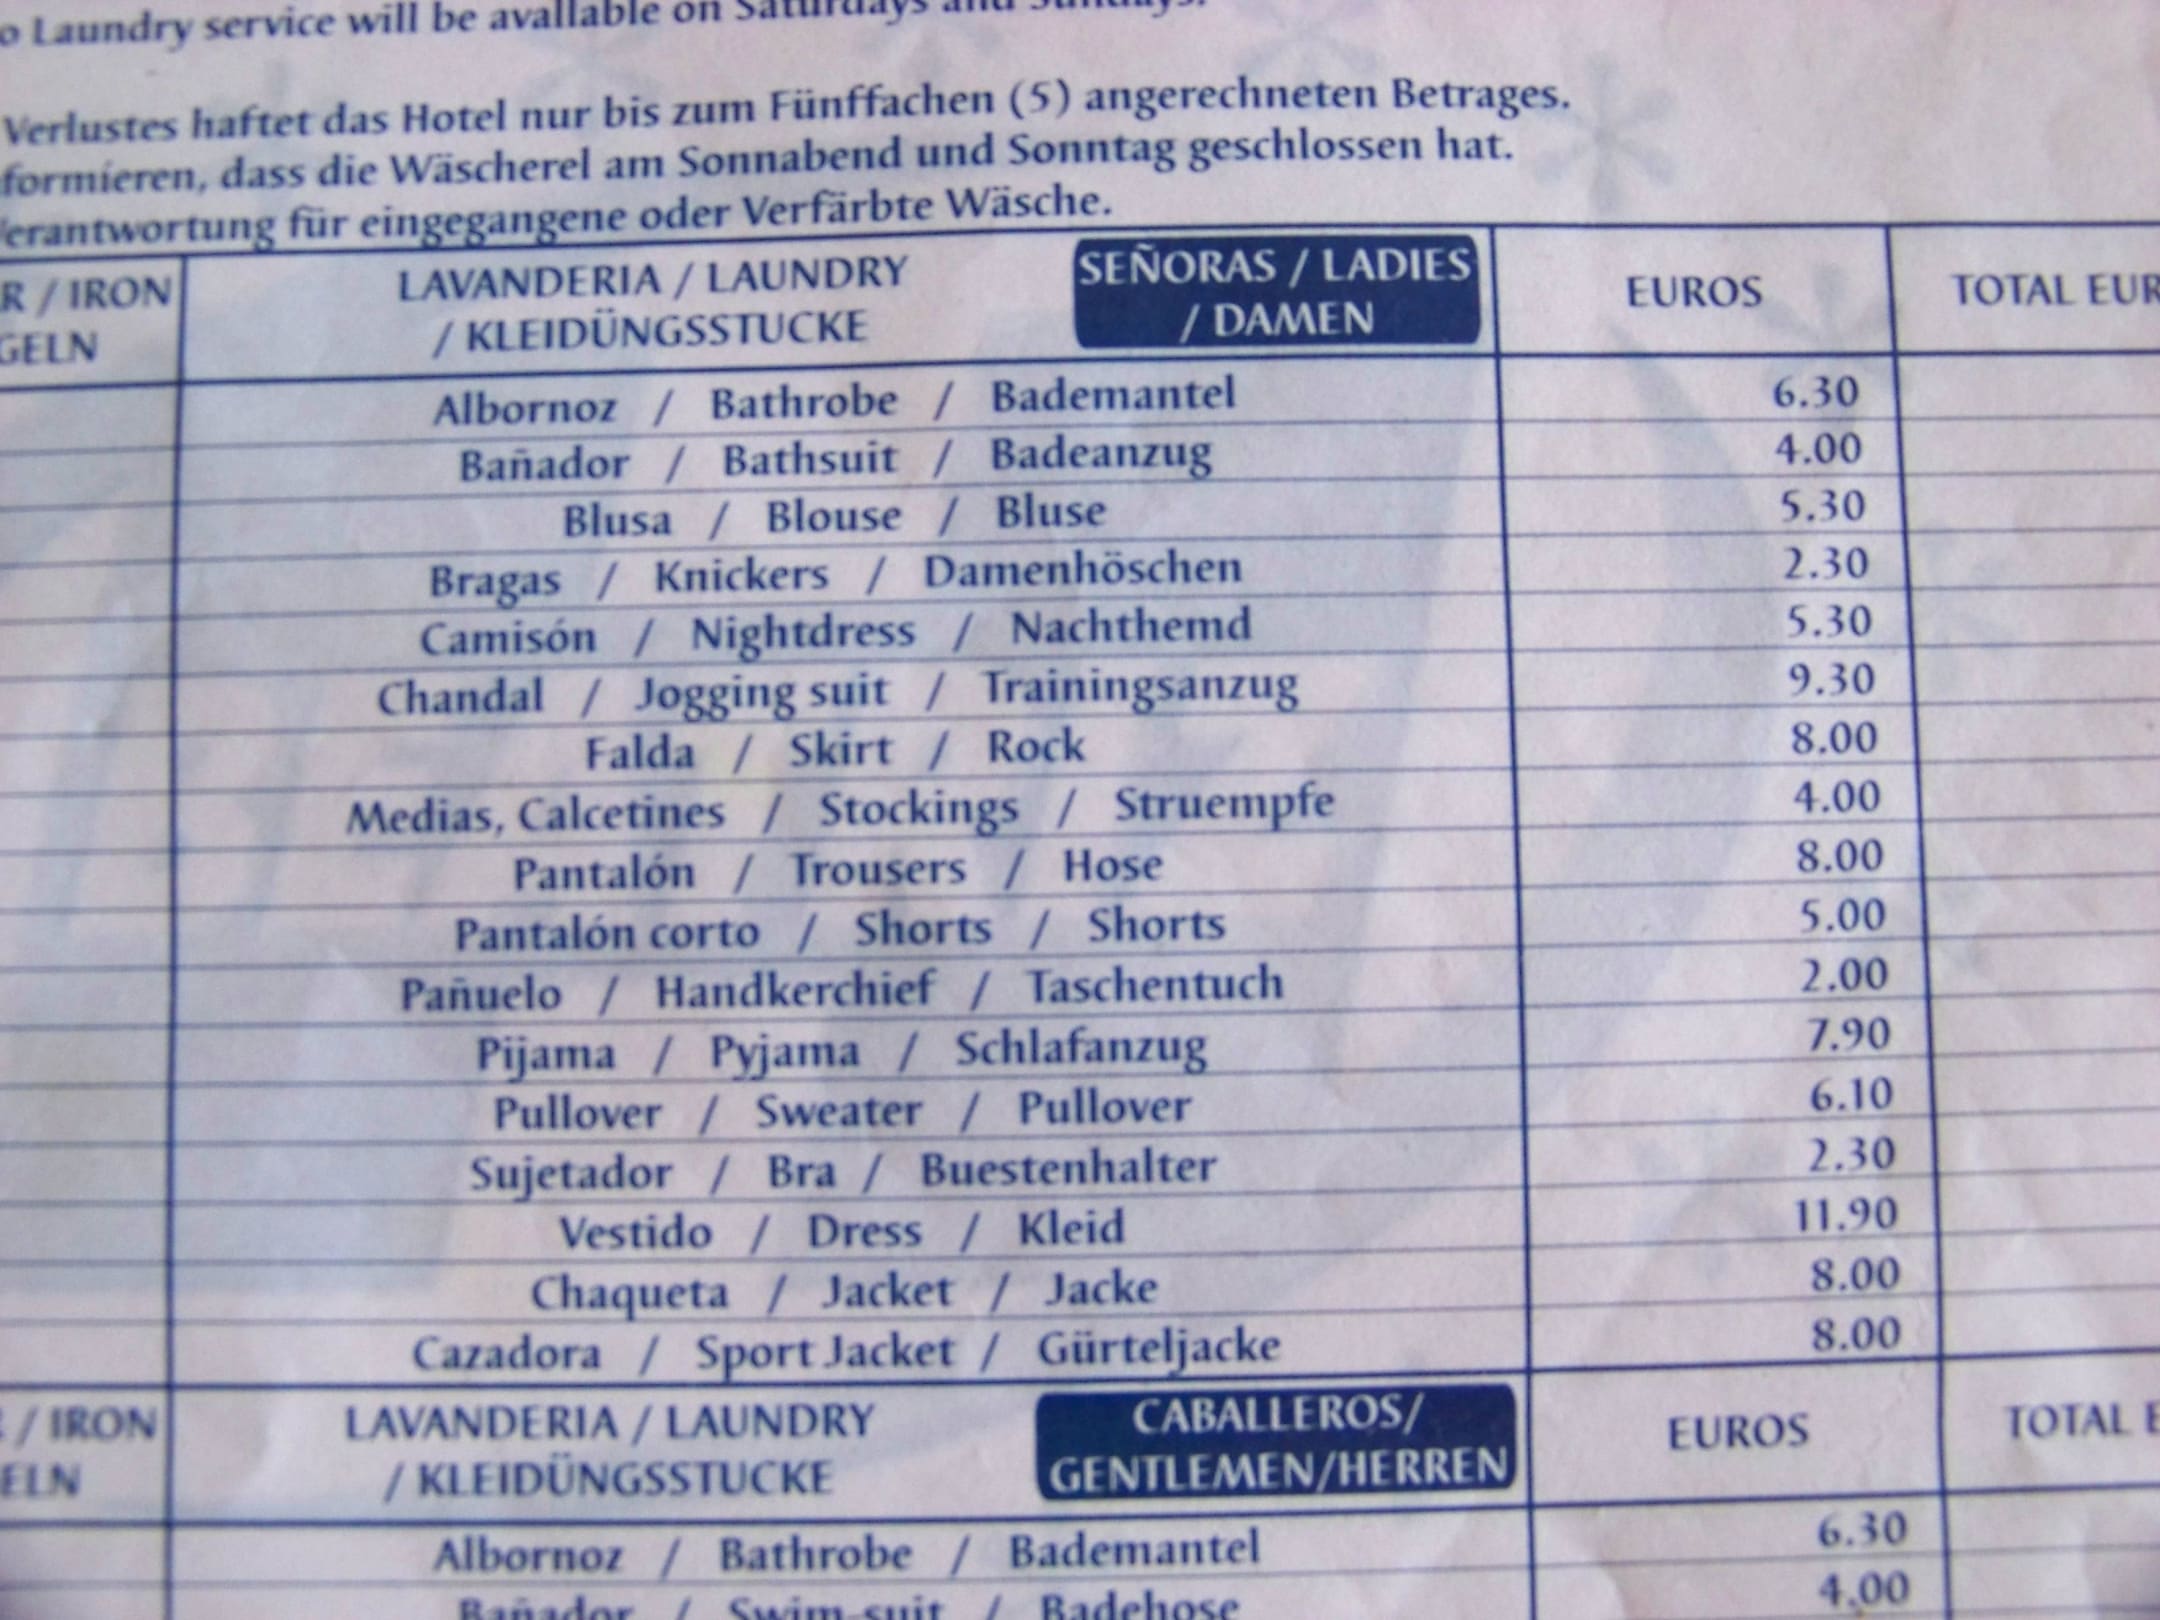 o Laundry service will be avallable on Saturdays and Sundays.
Verlustes haftet das Hotel nur bis zum Fünffachen (5) angerechneten Betrages.
formieren, dass die Wäscherel am Sonnabend und Sonntag geschlossen hat.
erantwortung für eingegangene oder Verfärbte Wäsche.
R / IRON LAVANDERIA / LAUNDRY SEÑORAS / LADIES EUROS TOTAL EUR
GELN / KLEIDÜNGSSTUCKE / DAMEN
Albornoz / Bathrobe / Bademantel 6.30
Bañador / Bathsuit / Badeanzug 4.00
Blusa / Blouse / Bluse 5.30
Bragas / Knickers / Damenhöschen 2.30
Camisón / Nightdress / Nachthemd 5.30
Chandal / Jogging suit / Trainingsanzug 9.30
Falda / Skirt / Rock 8.00
Medias, Calcetines / Stockings / Struempfe 4.00
Pantalón / Trousers / Hose 8.00
Pantalón corto / Shorts / Shorts 5.00
Pañuelo / Handkerchief / Taschentuch 2.00
Pijama / Pyjama / Schlafanzug 7.90
Pullover / Sweater / Pullover 6.10
Sujetador / Bra / Buestenhalter 2.30
Vestido / Dress / Kleid 11.90
Chaqueta / Jacket / Jacke 8.00
Cazadora / Sport Jacket / Gürteljacke 8.00
/ IRON LAVANDERIA / LAUNDRY CABALLEROS/ EUROS TOTAL E
ELN / KLEIDÜNGSSTUCKE GENTLEMEN/HERREN
Albornoz / Bathrobe / Bademantel 6.30
Bañador / Swim-suit / Badehose 4.00